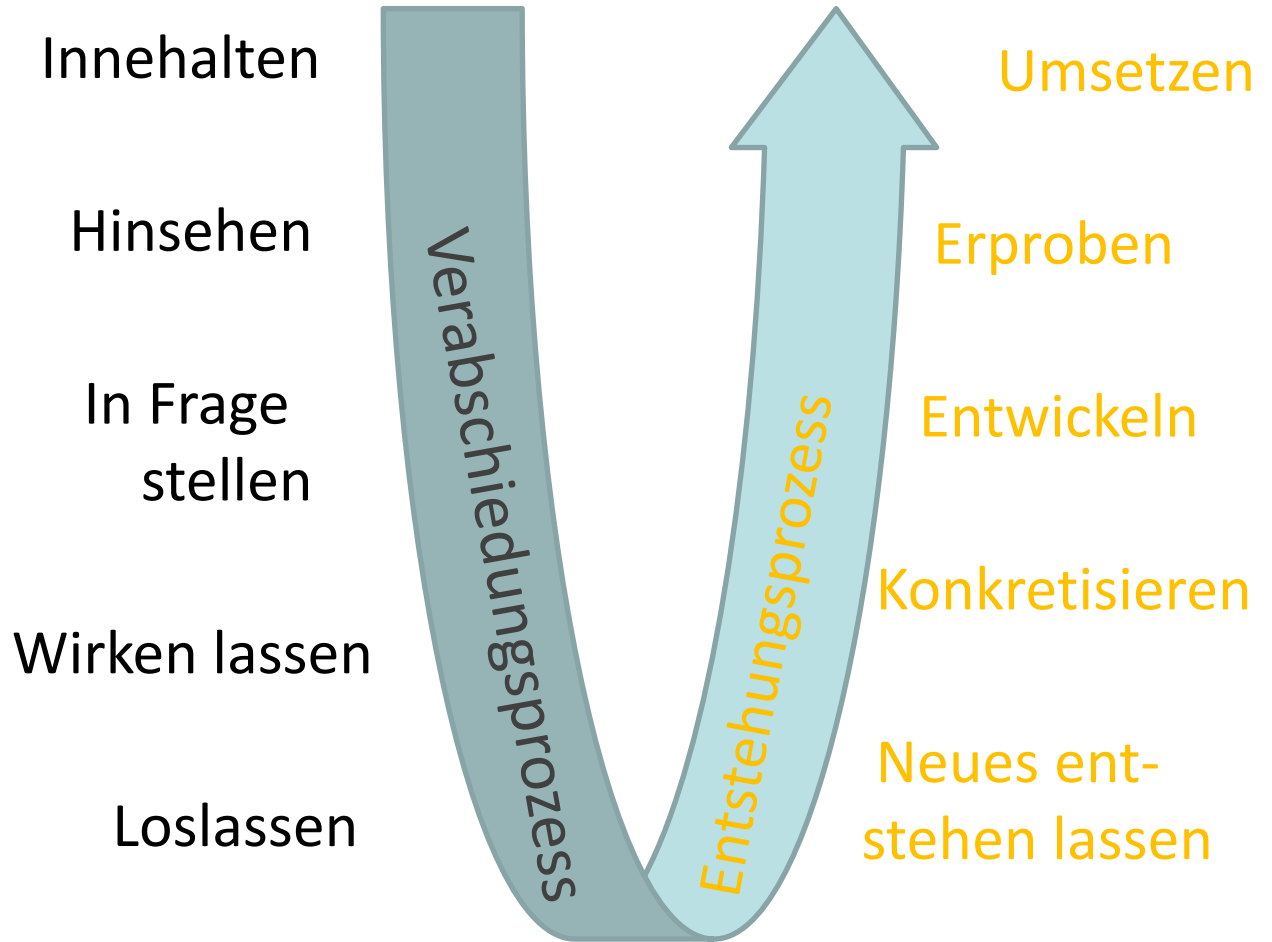 Innehalten
Hinsehen
In Frage
stellen
Wirken lassen
Loslassen
Verabschiedungsprozess
Entstehungsprozess
Umsetzen
Erproben
Entwickeln
Konkretisieren
Neues ent-
stehen lassen